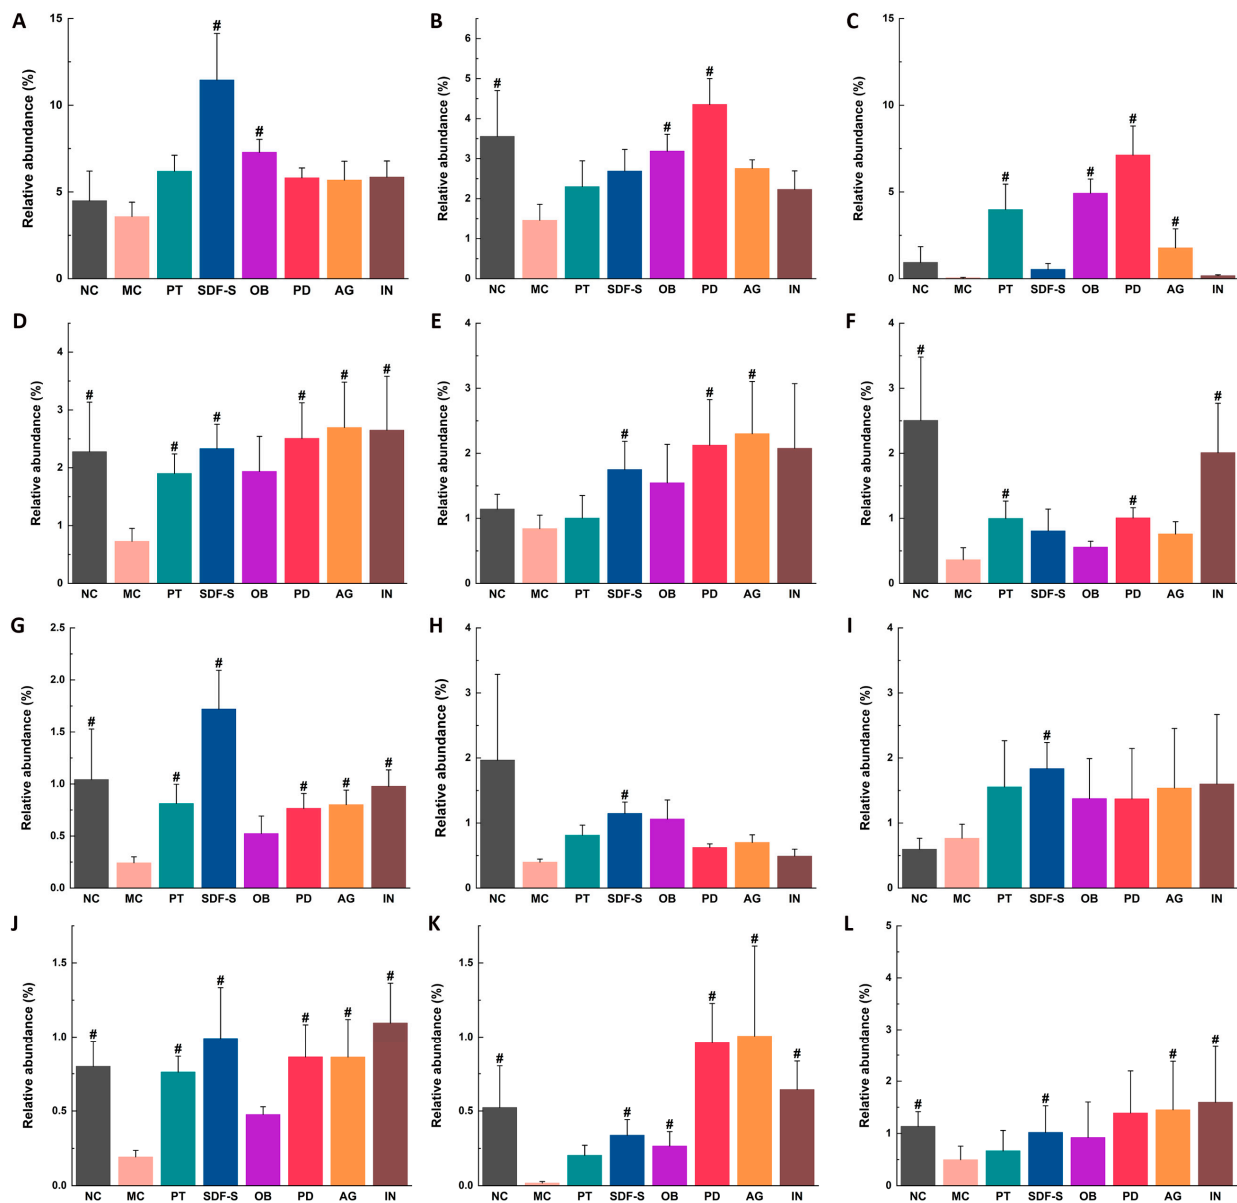 A
Relative abundance (%)
15
10
5
0
# #
NC MC PT SDF-S OB PD AG IN
B
Relative abundance (%)
6
5
4
3
2
1
0
# # #
NC MC PT SDF-S OB PD AG IN
C
Relative abundance (%)
15
10
5
0
# # # #
NC MC PT SDF-S OB PD AG IN
D
Relative abundance (%)
4
3
2
1
0
# # # # # #
NC MC PT SDF-S OB PD AG IN
E
Relative abundance (%)
4
3
2
1
0
# # #
NC MC PT SDF-S OB PD AG IN
F
Relative abundance (%)
4
3
2
1
0
# # # #
NC MC PT SDF-S OB PD AG IN
G
Relative abundance (%)
2.5
2.0
1.5
1.0
0.5
0.0
# # # # # #
NC MC PT SDF-S OB PD AG IN
H
Relative abundance (%)
4
3
2
1
0
#
NC MC PT SDF-S OB PD AG IN
I
Relative abundance (%)
4
3
2
1
0
#
NC MC PT SDF-S OB PD AG IN
J
Relative abundance (%)
1.5
1.0
0.5
0.0
# # # # # #
NC MC PT SDF-S OB PD AG IN
K
Relative abundance (%)
1.5
1.0
0.5
0.0
# # # # # #
NC MC PT SDF-S OB PD AG IN
L
Relative abundance (%)
5
3
2
1
0
# # # #
NC MC PT SDF-S OB PD AG IN